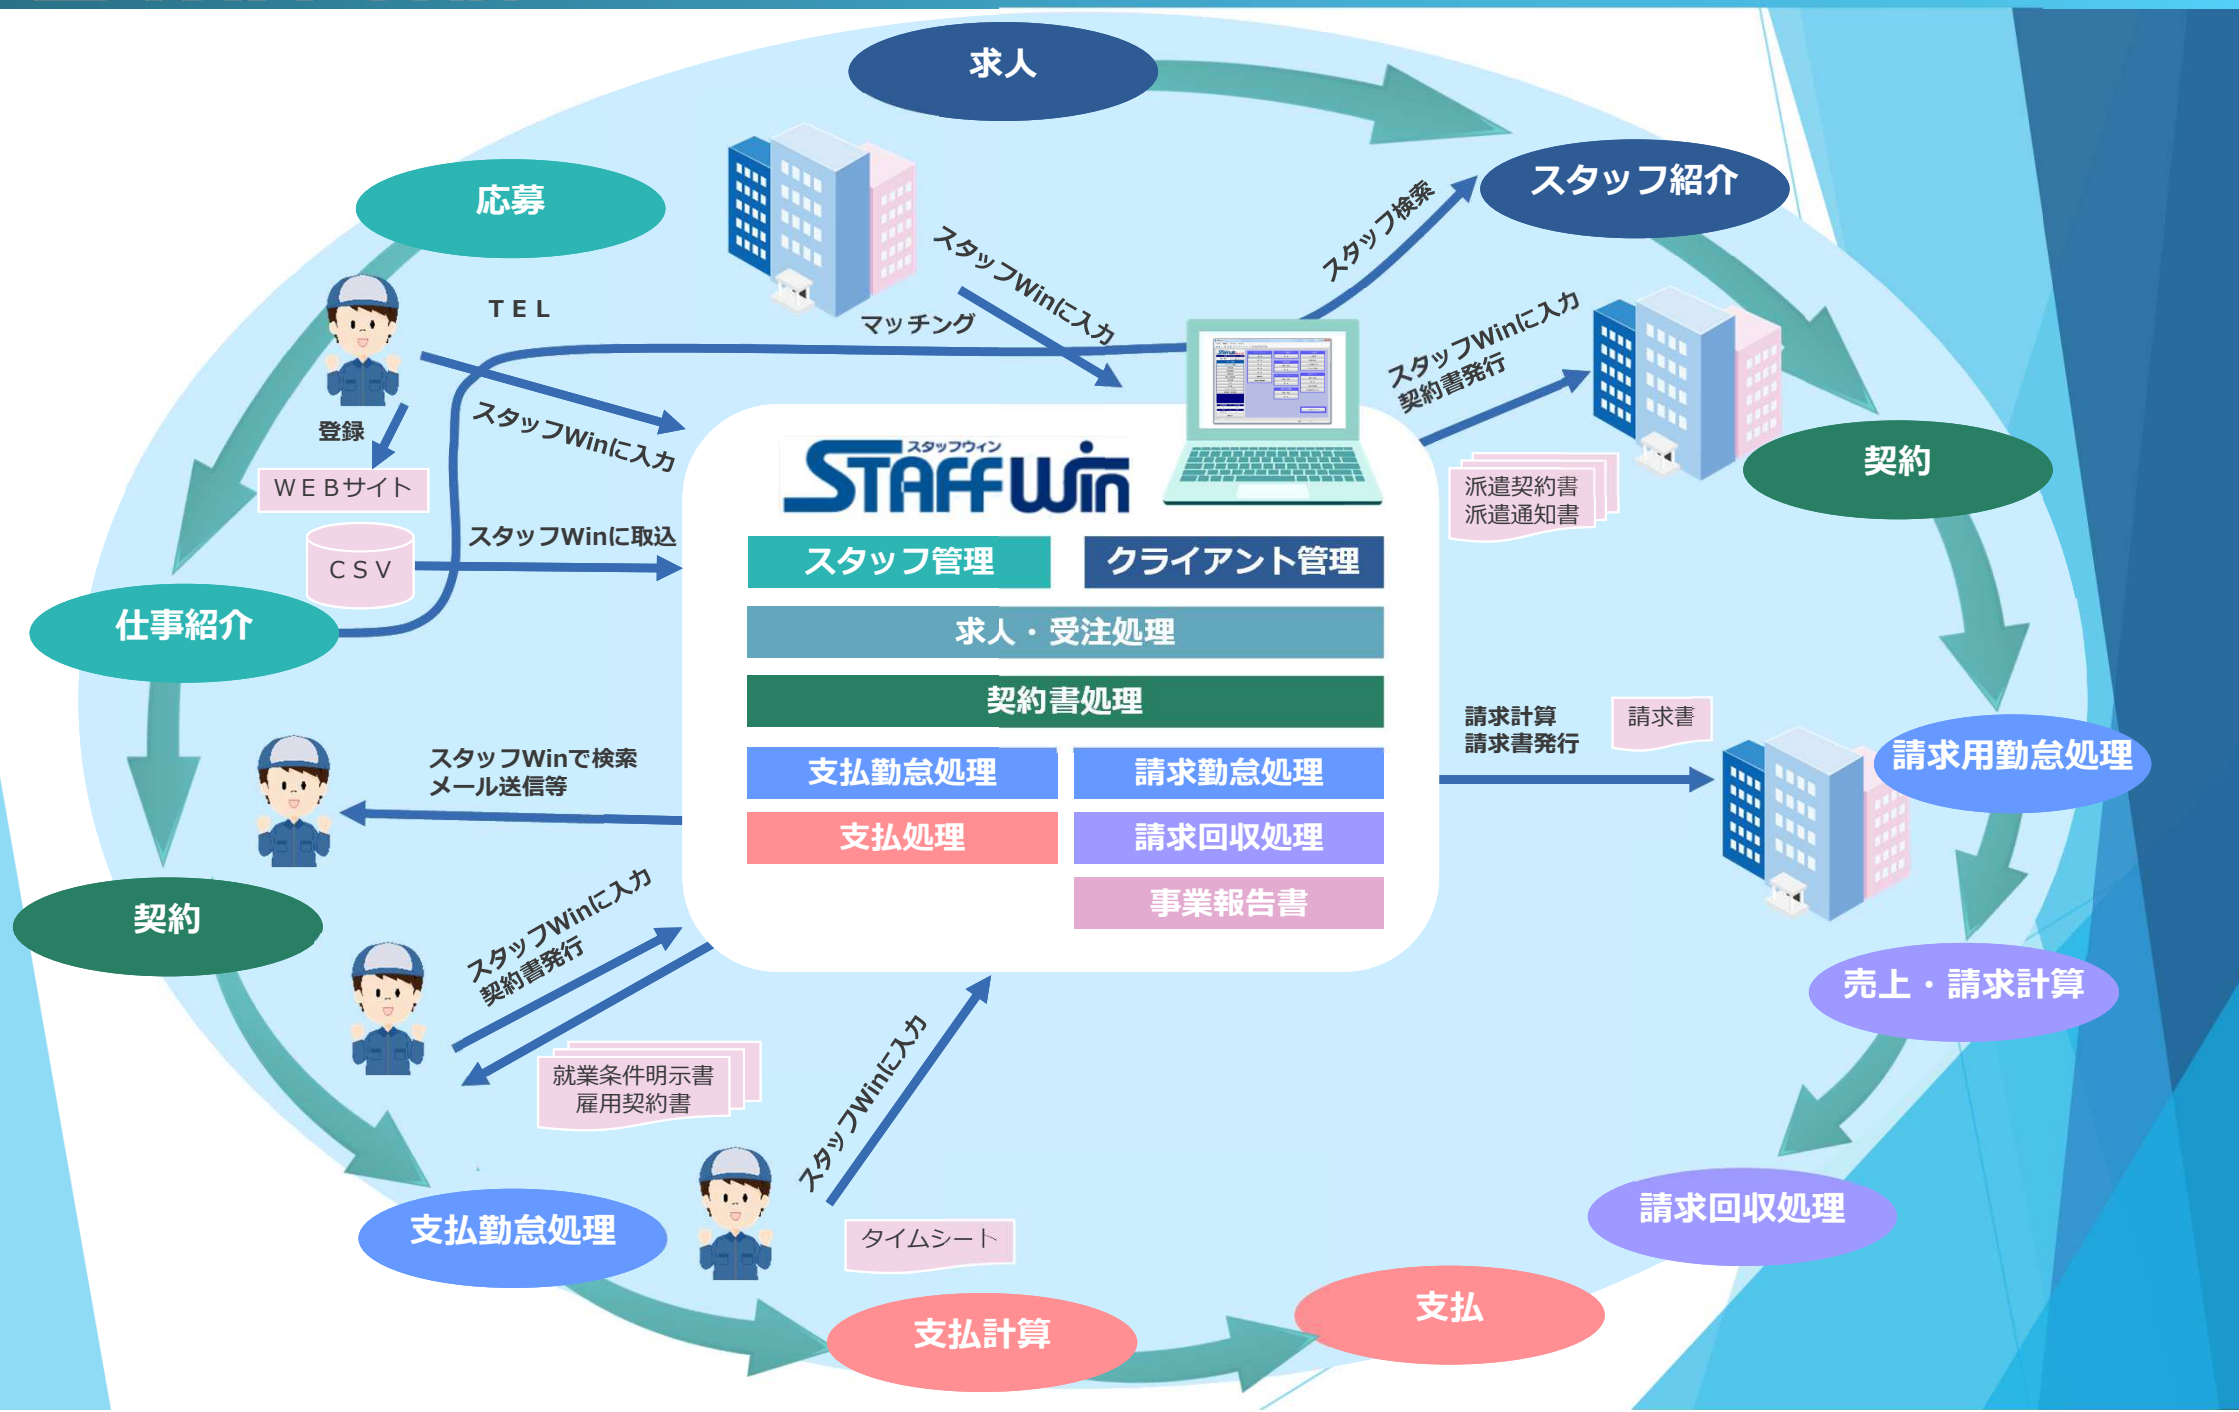 求人
スタッフ紹介
応募
スタッフ検索
スタッフWinに入力
ＴＥＬ
マッチング
スタッフWinに入力
契約書発行
登録
スタッフWinに入力
ＷＥＢサイト
スタッフウィン
STAFFWin
契約
派遣契約書
派遣通知書
スタッフWinに取込
ＣＳＶ
スタッフ管理
クライアント管理
仕事紹介
求人・受注処理
契約書処理
請求計算
請求書発行
請求書
請求用勤怠処理
スタッフWinで検索
メール送信等
支払勤怠処理
請求勤怠処理
支払処理
請求回収処理
事業報告書
契約
スタッフWinに入力
契約書発行
売上・請求計算
就業条件明示書
雇用契約書
スタッフWinに入力
支払勤怠処理
タイムシート
請求回収処理
支払計算
支払